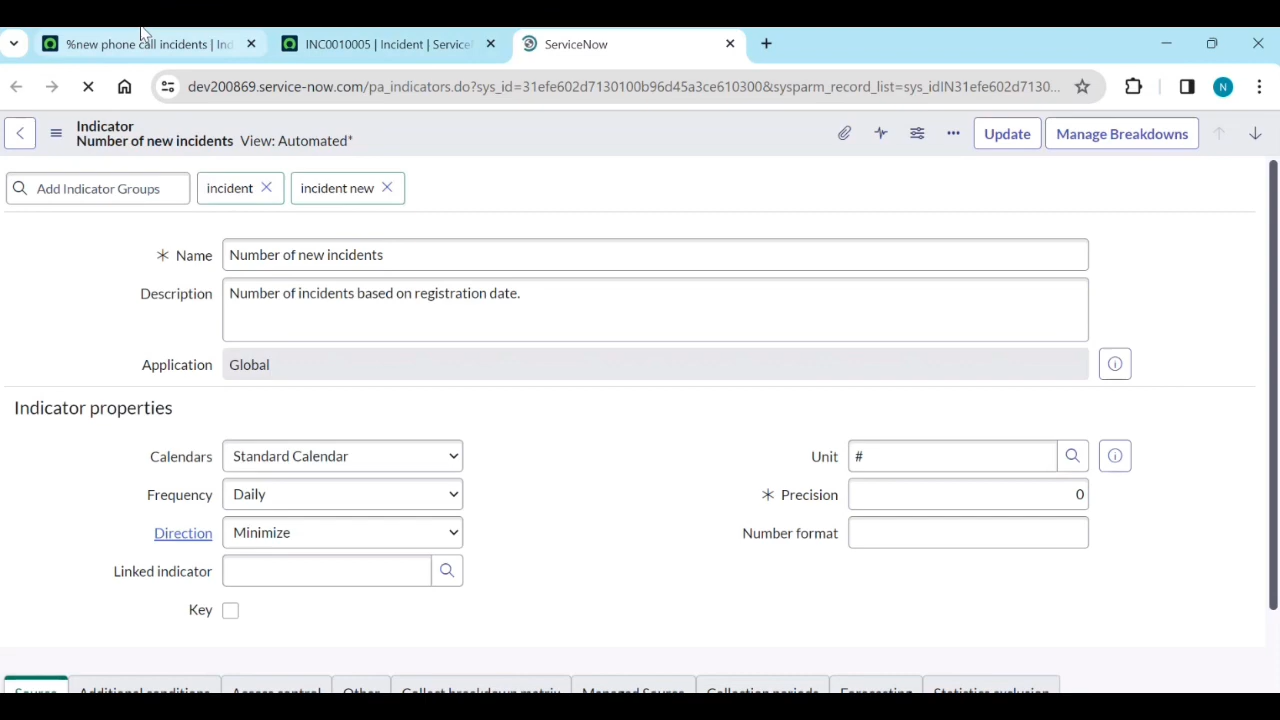 %new phone call incidents | Ind
INC0010005 | Incident | Service
ServiceNow
dev200869.service-now.com/pa_indicators.do?sys_id=31efe602d7130100b96d45a3ce610300&sysparm_record_list=sys_idIN31efe602d7130...
N
Indicator
Number of new incidents View: Automated*
Update
Manage Breakdowns
Add Indicator Groups
incident
incident new
Name
Number of new incidents
Description
Number of incidents based on registration date.
Application
Global
Indicator properties
Calendars
Standard Calendar
Unit
#
Frequency
Daily
Precision
0
Direction
Minimize
Number format
Linked indicator
Key
Source
Additional conditions
Access control
Other
Collect breakdown matrix
Managed Source
Collection periods
Forecasting
Statistics exclusion